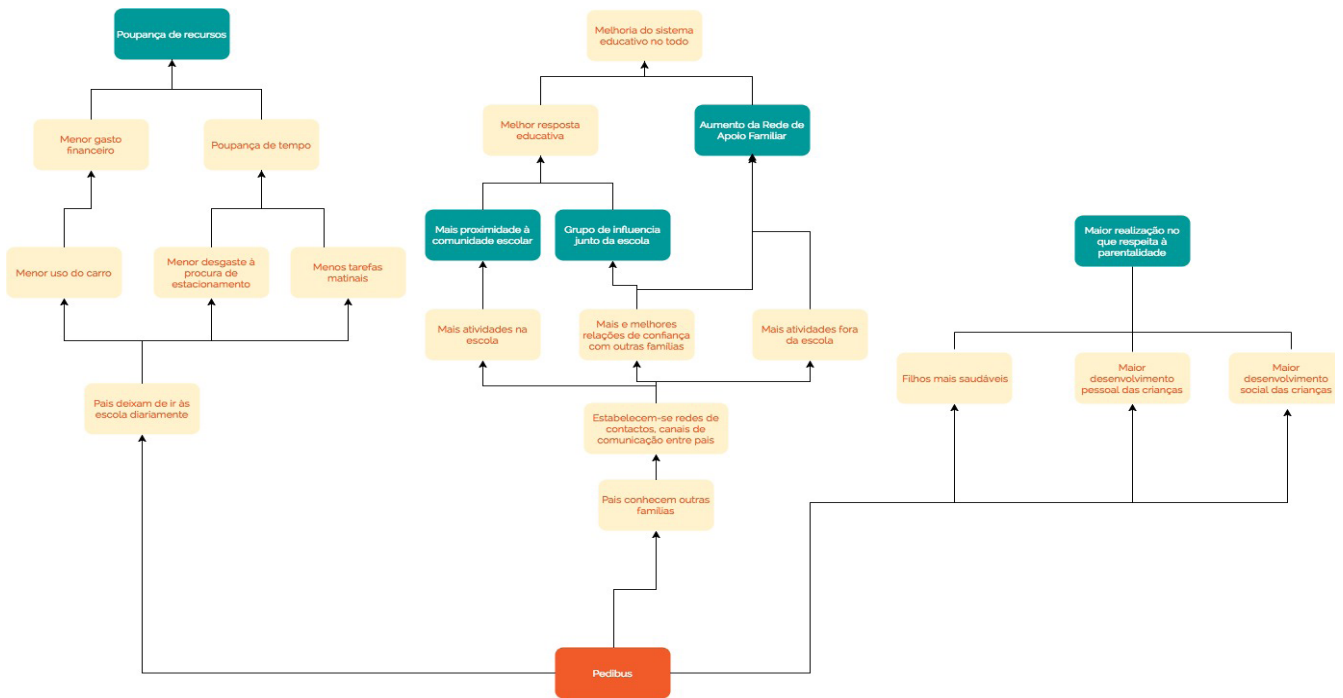 Poupança de recursos
Melhoria do sistema
educativo no todo
Menor gasto
financeiro
Poupança de tempo
Melhor resposta
educativa
Aumento da Rede de
Apoio Familiar
Mais proximidade à
comunidade escolar
Grupo de influencia
junto da escola
Maior realização no
que respeita à
parentalidade
Menor uso do carro
Menor desgaste à
procura de
estacionamento
Menos tarefas
matinais
Mais atividades na
escola
Mais e melhores
relações de confiança
com outras famílias
Mais atividades fora
da escola
Filhos mais saudáveis
Maior
desenvolvimento
pessoal das crianças
Maior
desenvolvimento
social das crianças
Pais deixam de ir às
escola diariamente
Estabelecem-se redes de
contactos, canais de
comunicação entre pais
Pais conhecem outras
famílias
Pedibus